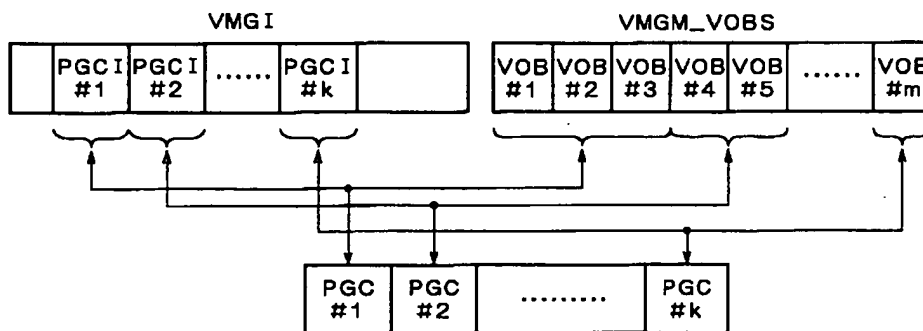 VMGI
VMGM_VOBS
PGCI PGCI ...... PGCI
#1 #2 #k
VOB VOB VOB VOB VOB ...... VOB
#1 #2 #3 #4 #5 #m
PGC PGC ......... PGC
#1 #2 #k